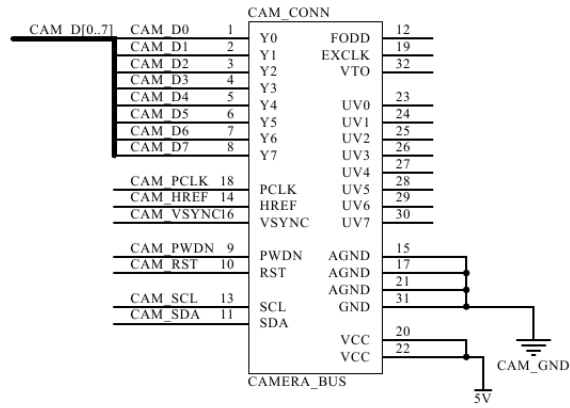 CAM_CONN
CAM_D[0..7] CAM_D0 1 Y0 FODD 12
CAM_D1 2 Y1 EXCLK 19
CAM_D2 3 Y2 VTO 32
CAM_D3 4 Y3
CAM_D4 5 Y4 UV0 23
CAM_D5 6 Y5 UV1 24
CAM_D6 7 Y6 UV2 25
CAM_D7 8 Y7 UV3 26
UV4 27
CAM_PCLK 18 PCLK UV5 28
CAM_HREF 14 HREF UV6 29
CAM_VSYNC 16 VSYNC UV7 30
CAM_PWDN 9 PWDN AGND 15
CAM_RST 10 RST AGND 17
AGND 21
CAM_SCL 13 SCL GND 31
CAM_SDA 11 SDA
VCC 20
VCC 22
CAM_GND
CAMERA_BUS
5V